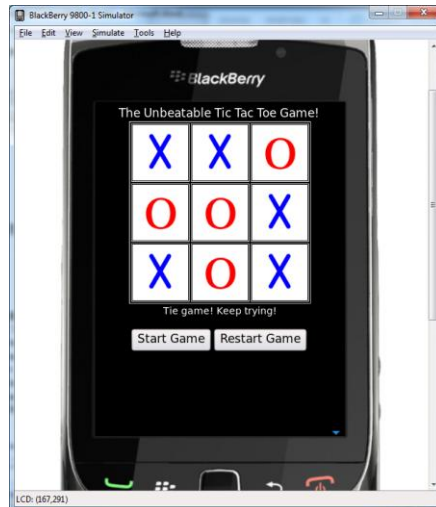 BlackBerry 9800-1 Simulator
File Edit View Simulate Tools Help
BlackBerry
The Unbeatable Tic Tac Toe Game!
X X O
O O X
X O X
Tie game! Keep trying!
Start Game Restart Game
LCD: (167,291)